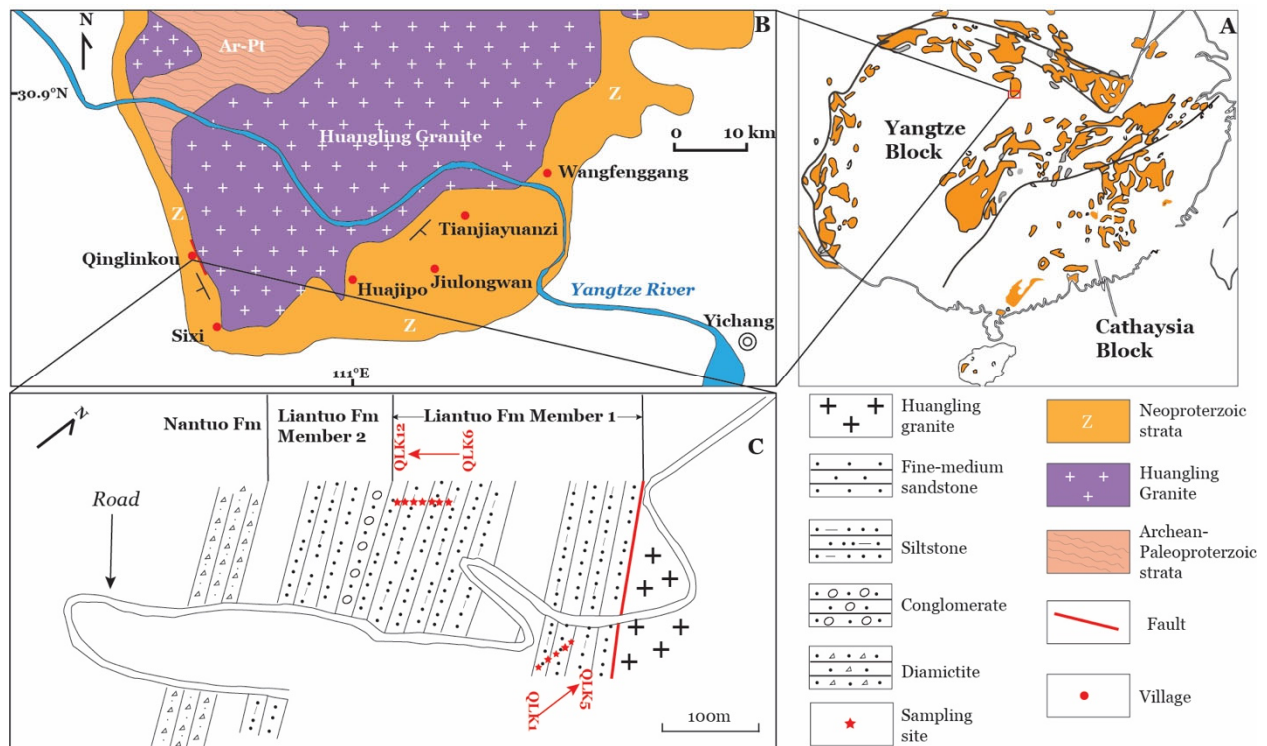 N
Ar-Pt
B
30.9°N
Z
Huangling Granite
0 10 km
Wangfenggang
Z
Tianjiayuanzi
Qinglinkou
Huajipo
Jiulongwan
Yangtze River
Sixi
Z
Yichang
111°E
A
Yangtze
Block
Cathaysia
Block
N
Nantuo Fm
Liantuo Fm
Member 2
Liantuo Fm Member 1
C
QLK12
QLK6
Road
QLK1
QLK5
100m
Huangling
granite
Fine-medium
sandstone
Siltstone
Conglomerate
Diamictite
Sampling
site
Z
Neoproterzoic
strata
Huangling
Granite
Archean-
Paleoproterzoic
strata
Fault
Village